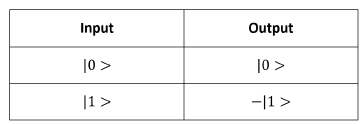 Input Output
|0 > |0 >
|1 > −|1 >